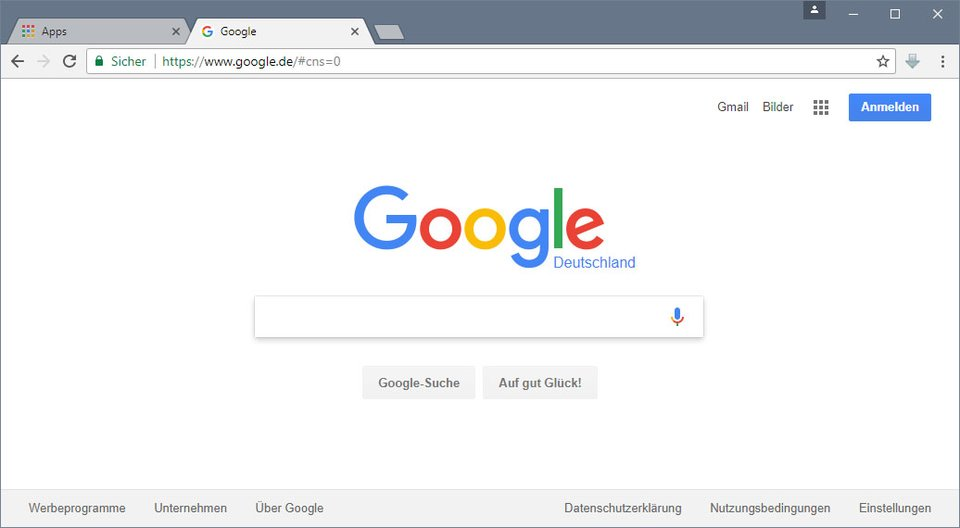 Apps
Google
Sicher https://www.google.de/#cns=0
Gmail Bilder Anmelden
Google
Deutschland
Google-Suche Auf gut Glück!
Werbeprogramme Unternehmen Über Google Datenschutzerklärung Nutzungsbedingungen Einstellungen